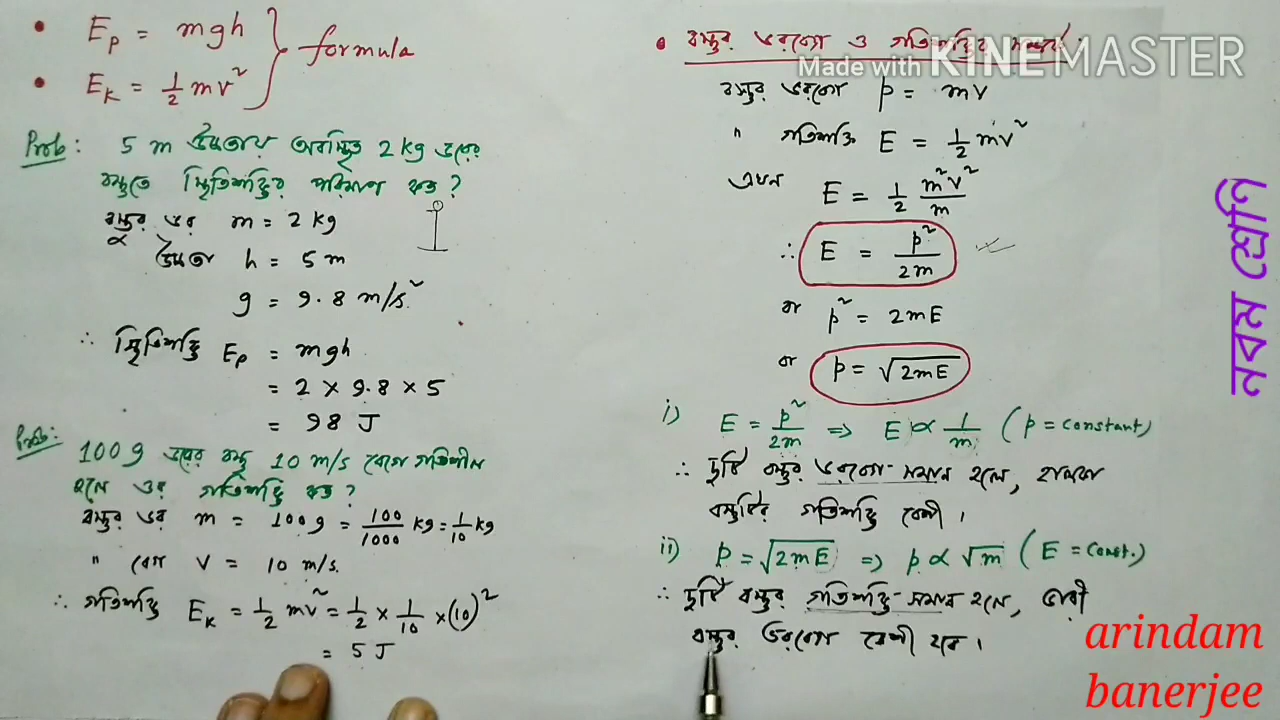 • Ep = mgh
• EK = 1/2 mv² } formula
Prob: 5 m উচ্চতায় অবস্থিত 2 kg ভরের
বস্তুতে স্থিতিশক্তির পরিমাণ কত?
বস্তুর ভর m = 2 kg
উচ্চতা h = 5 m
g = 9.8 m/s²
∴ স্থিতিশক্তি Ep = mgh
= 2 × 9.8 × 5
= 98 J
Prob: 100g ভরের বস্তু 10 m/s বেগে গতিশীল
হলে ওর গতিশক্তি কত?
বস্তুর ভর m = 100g = 100/1000 kg = 1/10 kg
" বেগ v = 10 m/s.
∴ গতিশক্তি EK = 1/2 mv² = 1/2 × 1/10 × (10)²
= 5 J
• বস্তুর ভরবেগ ও গতিশক্তির সম্পর্ক:
Made with KINEMASTER
বস্তুর ভরবেগ p = mv
" গতিশক্তি E = 1/2 mv²
এখন E = 1/2 m²v²/m
∴ E = p²/2m
বা p² = 2mE
বা p = √2mE
i) E = p²/2m ⇒ E ∝ 1/m (p = constant)
∴ দুটি বস্তুর ভরবেগ সমান হলে, হালকা
বস্তুটির গতিশক্তি বেশী।
ii) p = √2mE ⇒ p ∝ √m (E = const.)
∴ দুটি বস্তুর গতিশক্তি সমান হলে, ভারী
বস্তুর ভরবেগ বেশী হবে।
নবম শ্রেণি
arindam
banerjee